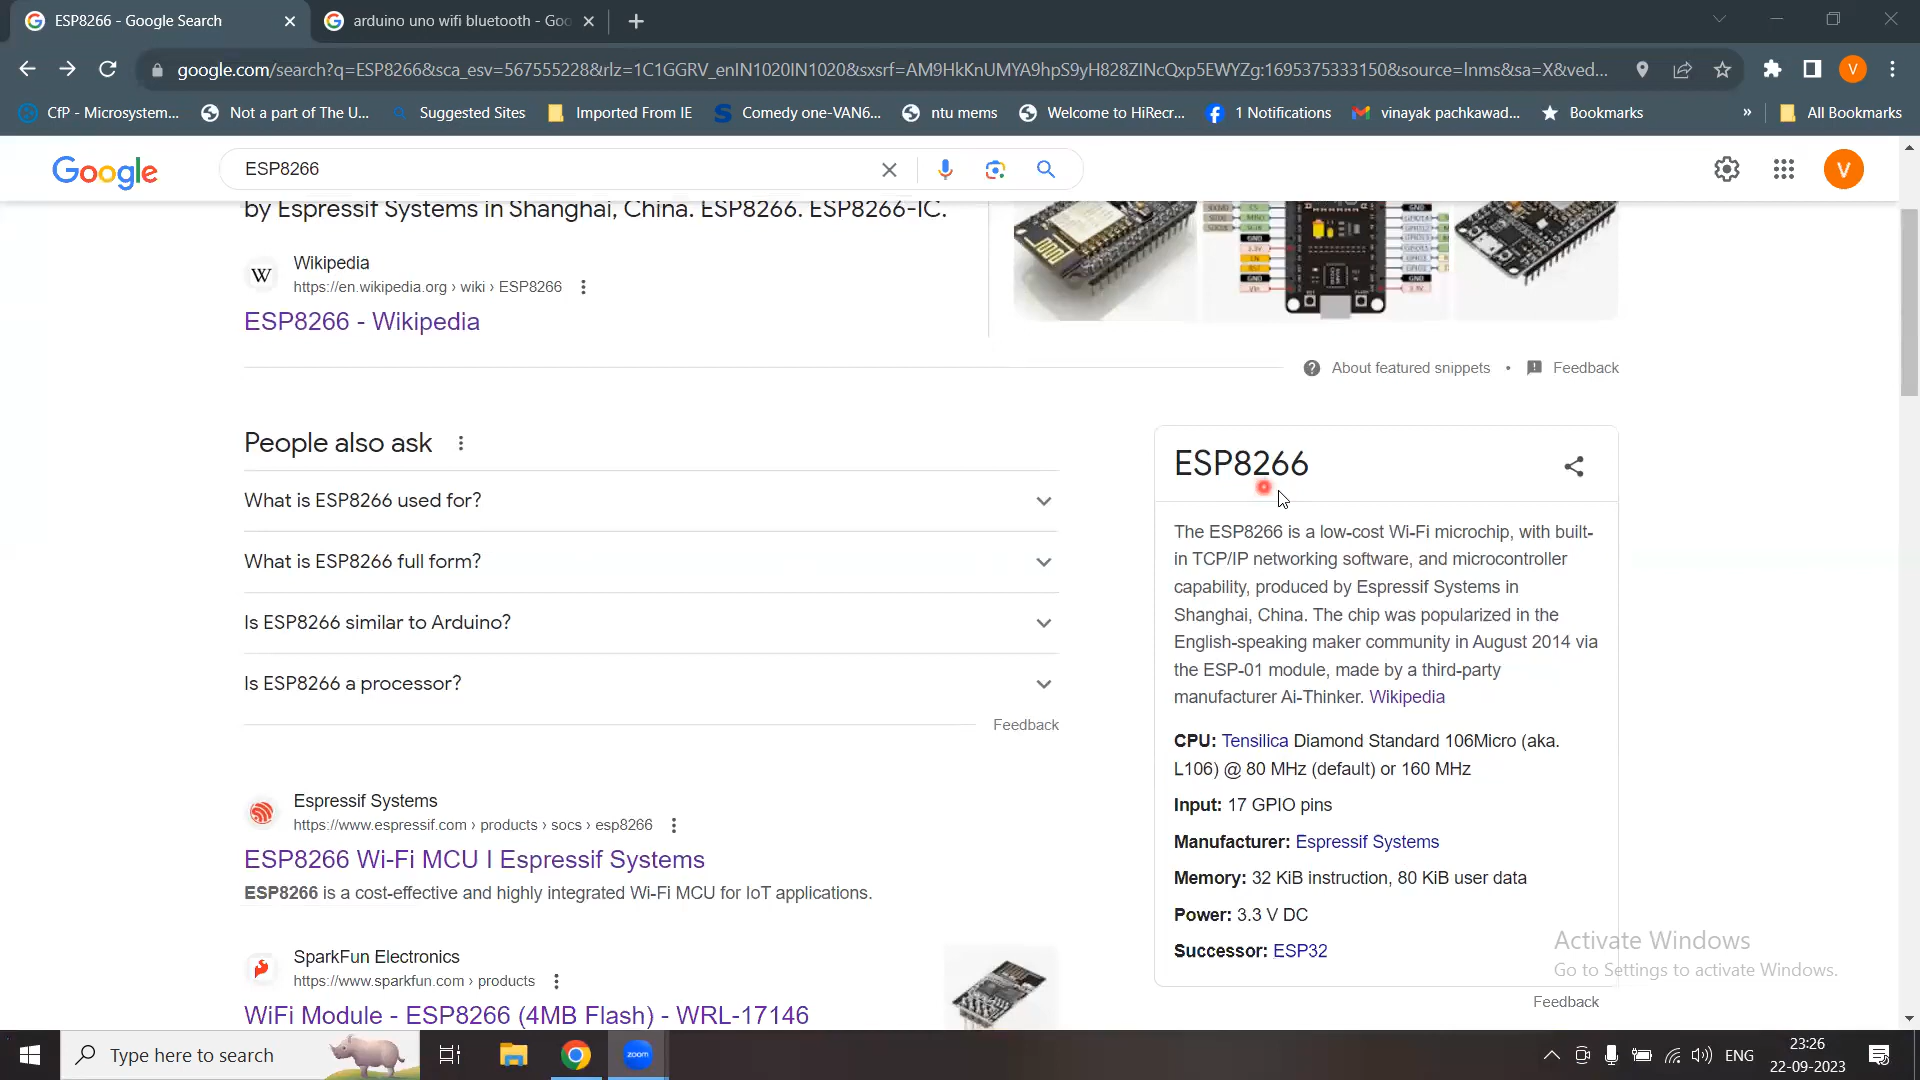 ESP8266 - Google Search
arduino uno wifi bluetooth - Goo
google.com/search?q=ESP8266&sca_esv=567555228&rlz=1C1GGRV_enIN1020IN1020&sxsrf=AM9HkKnUMYA9hpS9yH828ZINcQxp5EWYZg:1695375333150&source=lnms&sa=X&ved...
V
CfP - Microsystem... Not a part of The U... Suggested Sites Imported From IE Comedy one-VAN6... ntu mems Welcome to HiRecr... 1 Notifications vinayak pachkawad... Bookmarks » All Bookmarks
Google
ESP8266
V
by Espressif Systems in Shanghai, China. ESP8266. ESP8266-IC.
W
Wikipedia
https://en.wikipedia.org › wiki › ESP8266
ESP8266 - Wikipedia
About featured snippets • Feedback
People also ask
What is ESP8266 used for?
What is ESP8266 full form?
Is ESP8266 similar to Arduino?
Is ESP8266 a processor?
Feedback
Espressif Systems
https://www.espressif.com › products › socs › esp8266
ESP8266 Wi-Fi MCU I Espressif Systems
ESP8266 is a cost-effective and highly integrated Wi-Fi MCU for IoT applications.
SparkFun Electronics
https://www.sparkfun.com › products
WiFi Module - ESP8266 (4MB Flash) - WRL-17146
ESP8266
The ESP8266 is a low-cost Wi-Fi microchip, with built-
in TCP/IP networking software, and microcontroller
capability, produced by Espressif Systems in
Shanghai, China. The chip was popularized in the
English-speaking maker community in August 2014 via
the ESP-01 module, made by a third-party
manufacturer Ai-Thinker. Wikipedia
CPU: Tensilica Diamond Standard 106Micro (aka.
L106) @ 80 MHz (default) or 160 MHz
Input: 17 GPIO pins
Manufacturer: Espressif Systems
Memory: 32 KiB instruction, 80 KiB user data
Power: 3.3 V DC
Successor: ESP32
Feedback
Activate Windows
Go to Settings to activate Windows.
Type here to search
zoom
ENG
23:26
22-09-2023